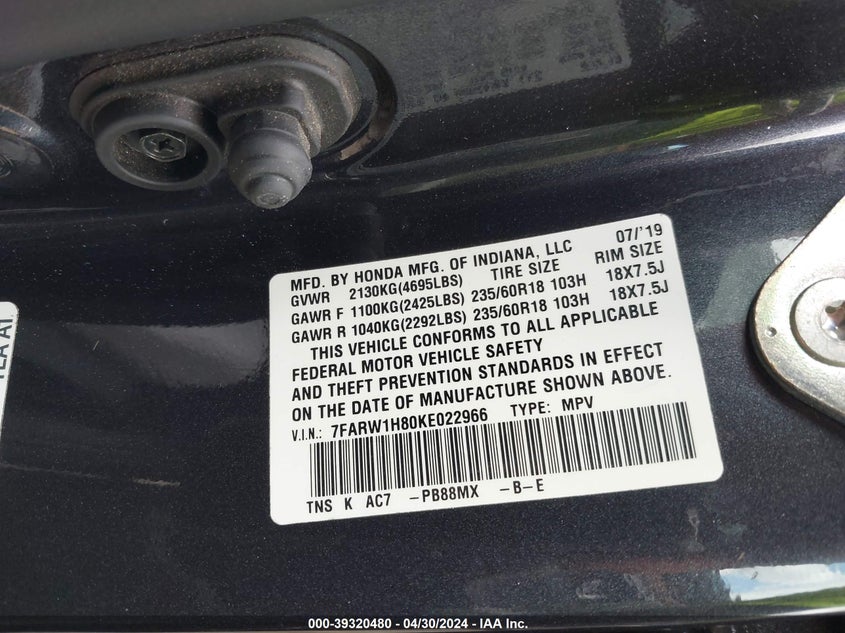 MFD. BY HONDA MFG. OF INDIANA, LLC 07/'19
GVWR 2130KG(4695LBS) TIRE SIZE RIM SIZE
GAWR F 1100KG(2425LBS) 235/60R18 103H 18X7.5J
GAWR R 1040KG(2292LBS) 235/60R18 103H 18X7.5J
THIS VEHICLE CONFORMS TO ALL APPLICABLE
FEDERAL MOTOR VEHICLE SAFETY
AND THEFT PREVENTION STANDARDS IN EFFECT
ON THE DATE OF MANUFACTURE SHOWN ABOVE.
V.I.N.: 7FARW1H80KE022966 TYPE: MPV
TNS K AC7 -PB88MX -B-E
000-39320480 - 04/30/2024 - IAA Inc.